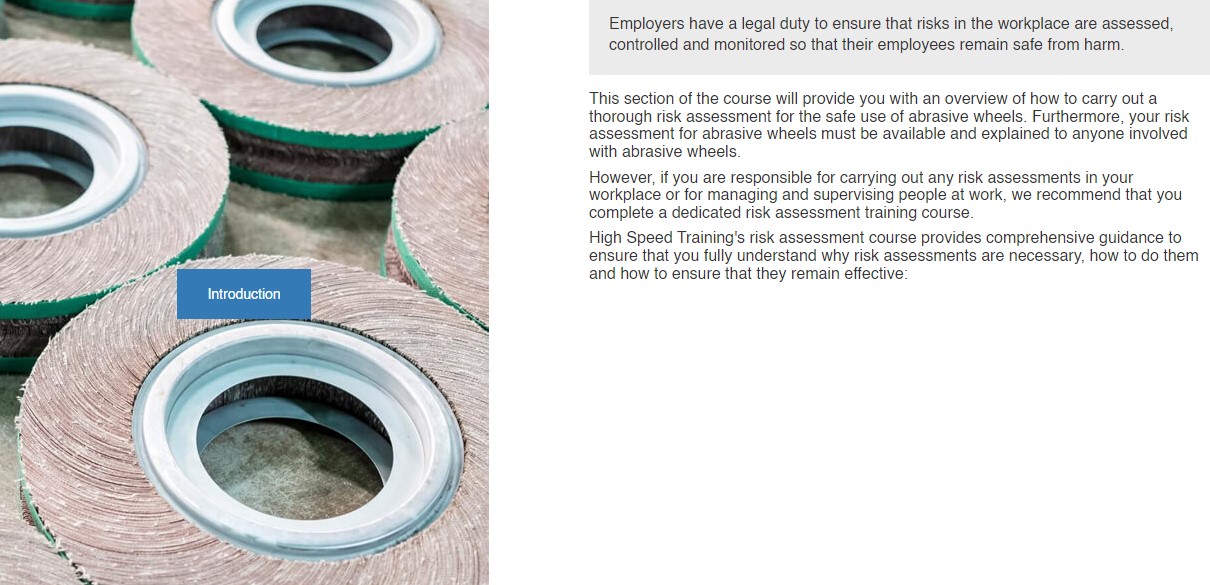 Employers have a legal duty to ensure that risks in the workplace are assessed,
controlled and monitored so that their employees remain safe from harm.
This section of the course will provide you with an overview of how to carry out a
thorough risk assessment for the safe use of abrasive wheels. Furthermore, your risk
assessment for abrasive wheels must be available and explained to anyone involved
with abrasive wheels.
However, if you are responsible for carrying out any risk assessments in your
workplace or for managing and supervising people at work, we recommend that you
complete a dedicated risk assessment training course.
High Speed Training's risk assessment course provides comprehensive guidance to
ensure that you fully understand why risk assessments are necessary, how to do them
and how to ensure that they remain effective:
Introduction